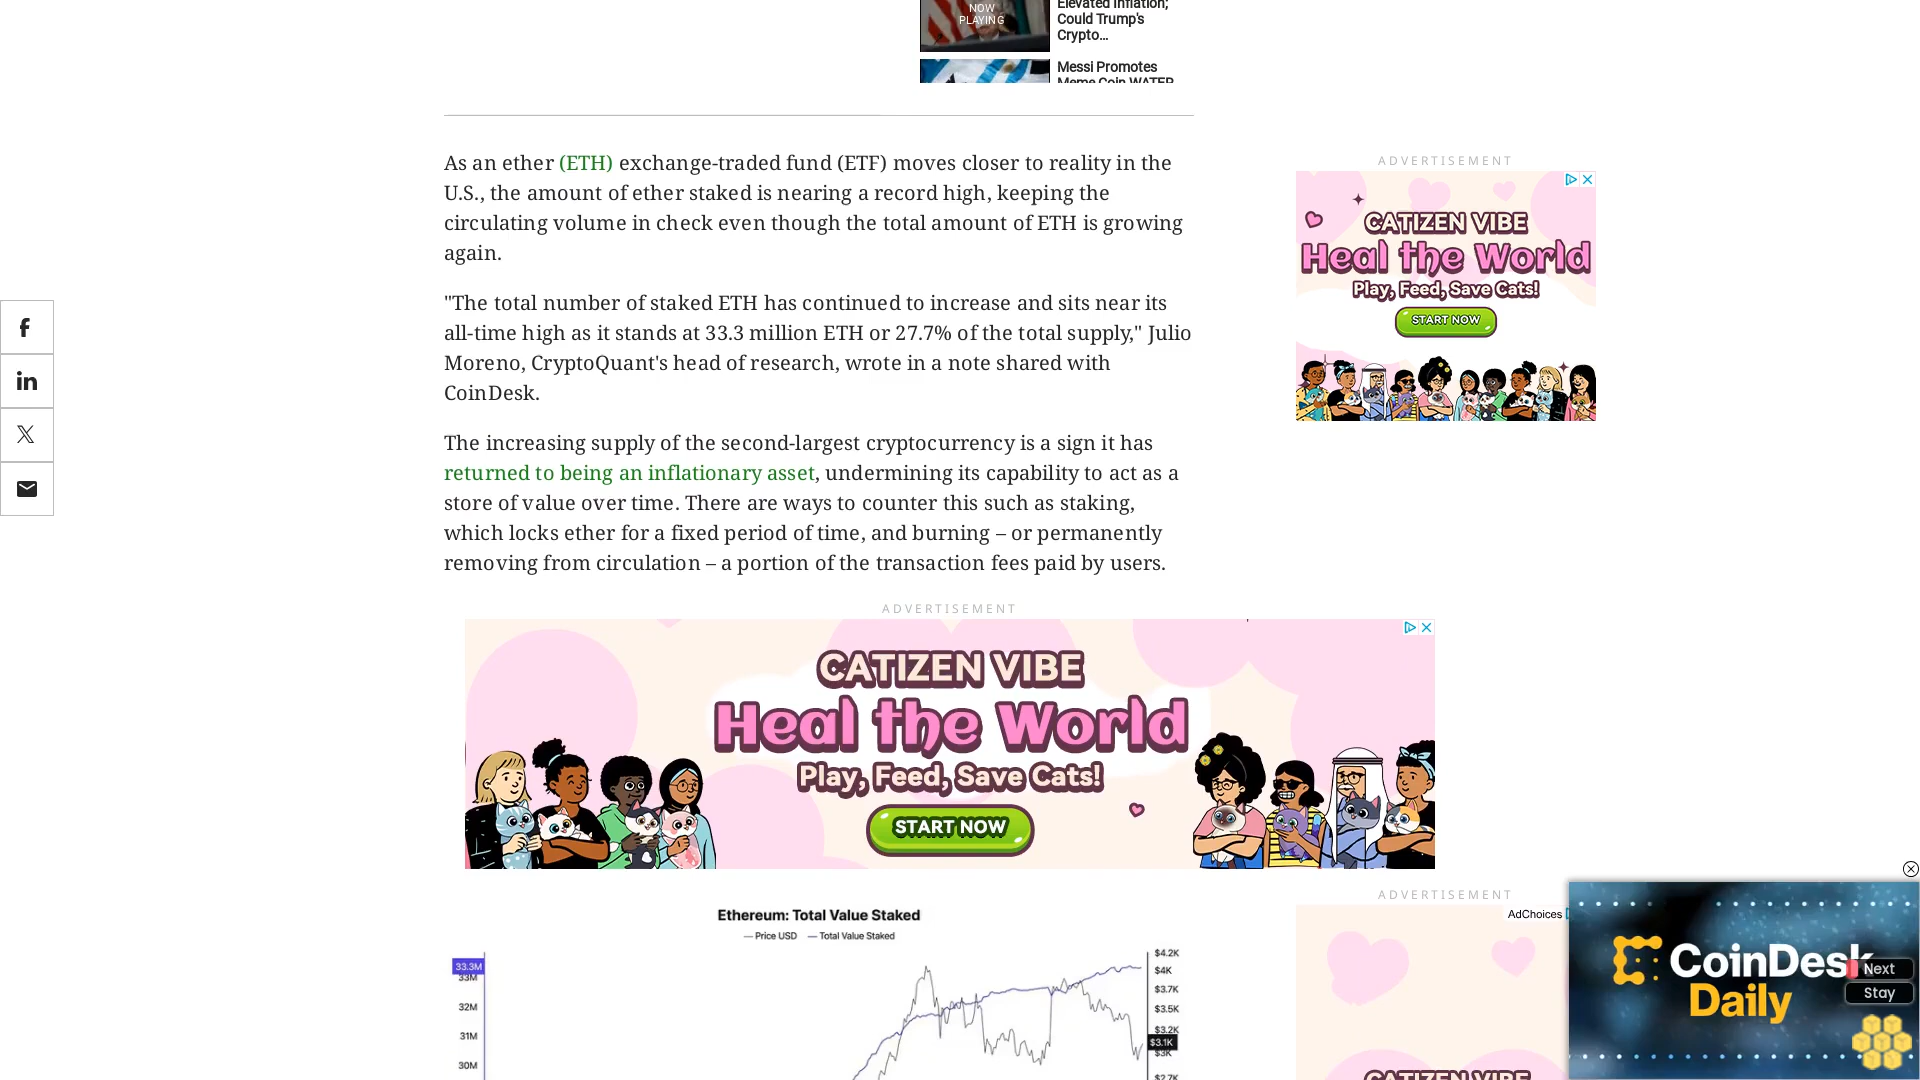 NOW
PLAYING
Elevated Inflation;
Could Trump's
Crypto...
Messi Promotes
Meme Coin WATER
As an ether (ETH) exchange-traded fund (ETF) moves closer to reality in the
U.S., the amount of ether staked is nearing a record high, keeping the
circulating volume in check even though the total amount of ETH is growing
again.
"The total number of staked ETH has continued to increase and sits near its
all-time high as it stands at 33.3 million ETH or 27.7% of the total supply," Julio
Moreno, CryptoQuant's head of research, wrote in a note shared with
CoinDesk.
The increasing supply of the second-largest cryptocurrency is a sign it has
returned to being an inflationary asset, undermining its capability to act as a
store of value over time. There are ways to counter this such as staking,
which locks ether for a fixed period of time, and burning – or permanently
removing from circulation – a portion of the transaction fees paid by users.
ADVERTISEMENT
CATIZEN VIBE
Heal the World
Play, Feed, Save Cats!
START NOW
ADVERTISEMENT
CATIZEN VIBE
Heal the World
Play, Feed, Save Cats!
START NOW
Ethereum: Total Value Staked
— Price USD — Total Value Staked
33.3M
33M
32M
31M
30M
$4.2K
$4K
$3.7K
$3.5K
$3.2K
$3.1K
$3K
$2.7K
ADVERTISEMENT
AdChoices
CATIZEN VIBE
CoinDesk
Daily
Next
Stay